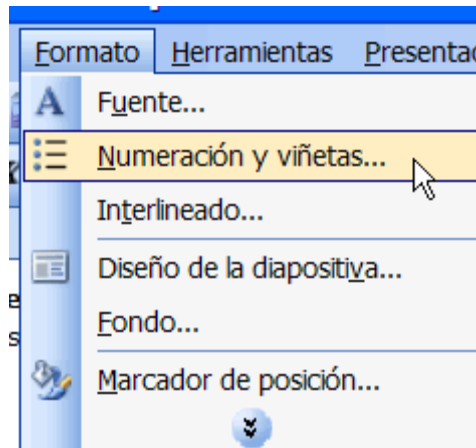 Formato Herramientas
Fuente...
Numeración y viñetas...
Interlineado...
Diseño de la diapositiva...
Fondo...
Marcador de posición...